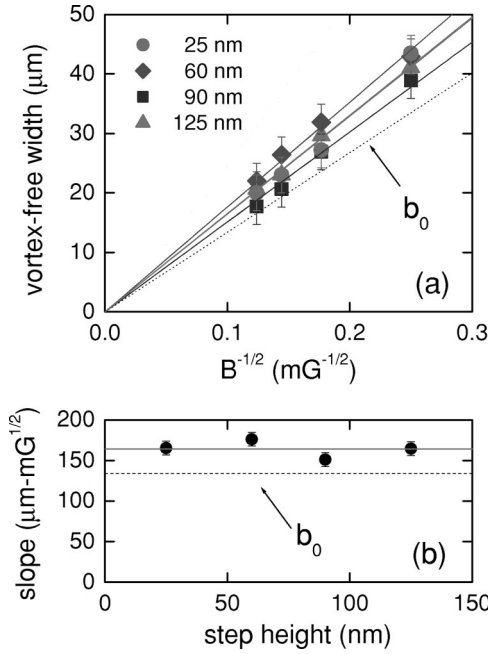 50
40
30
20
10
0
vortex-free width (μm)
25 nm
60 nm
90 nm
125 nm
b0
(a)
0.0 0.1 0.2 0.3
B^-1/2 (mG^-1/2)
200
150
100
50
0
slope (μm-mG^1/2)
b0
(b)
0 50 100 150
step height (nm)